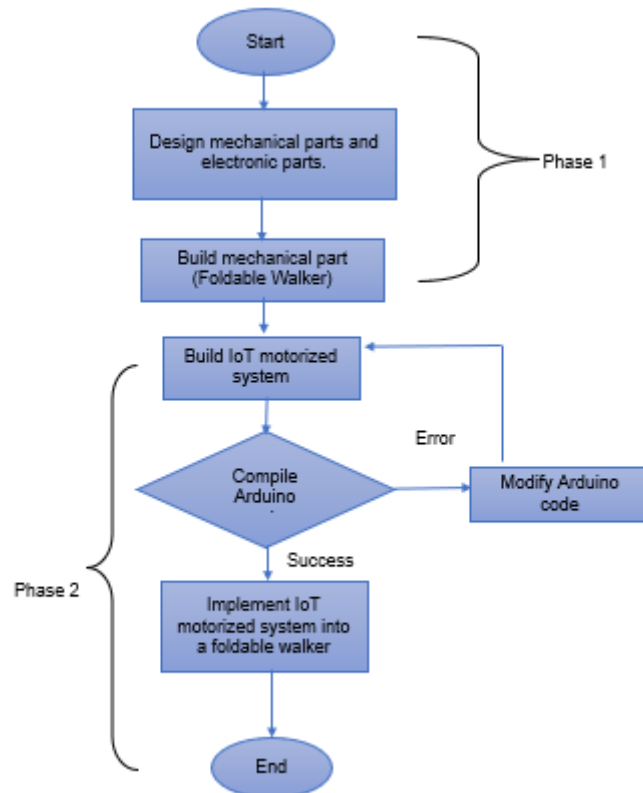 Start
Design mechanical parts and
electronic parts.
Phase 1
Build mechanical part
(Foldable Walker)
Build IoT motorized
system
Error
Compile
Arduino
.
Modify Arduino
code
Success
Phase 2
Implement IoT
motorized system into
a foldable walker
End